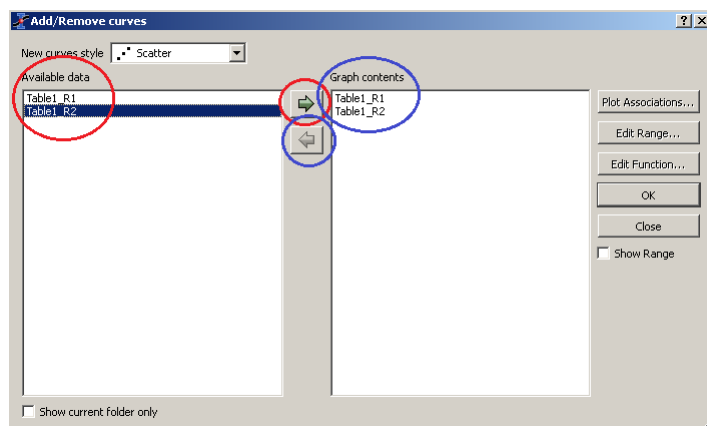 Add/Remove curves
New curves style Scatter
Available data
Graph contents
Table1_R1
Table1_R2
Table1_R1
Table1_R2
Plot Associations...
Edit Range...
Edit Function...
OK
Close
Show Range
Show current folder only